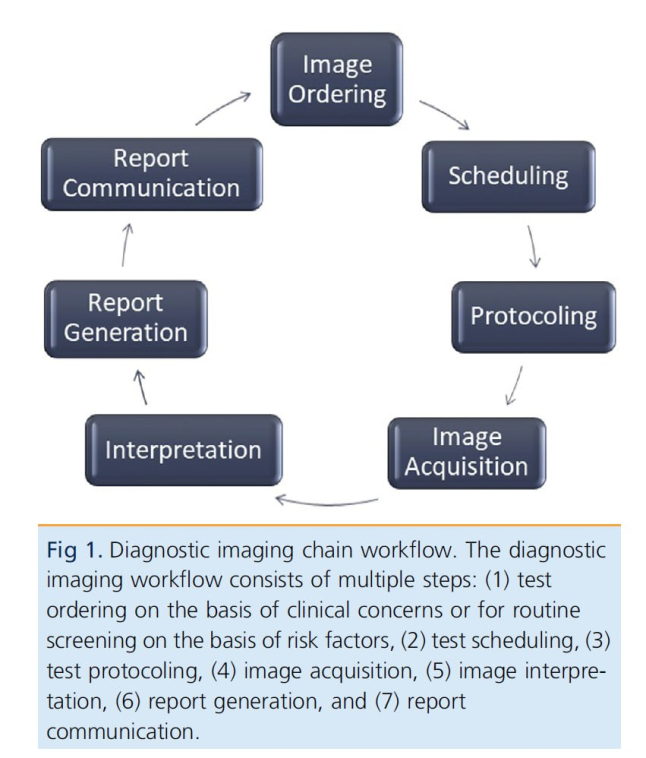 Image
Ordering
Scheduling
Protocoling
Image
Acquisition
Interpretation
Report
Generation
Report
Communication
Fig 1. Diagnostic imaging chain workflow. The diagnostic
imaging workflow consists of multiple steps: (1) test
ordering on the basis of clinical concerns or for routine
screening on the basis of risk factors, (2) test scheduling, (3)
test protocoling, (4) image acquisition, (5) image interpre-
tation, (6) report generation, and (7) report
communication.